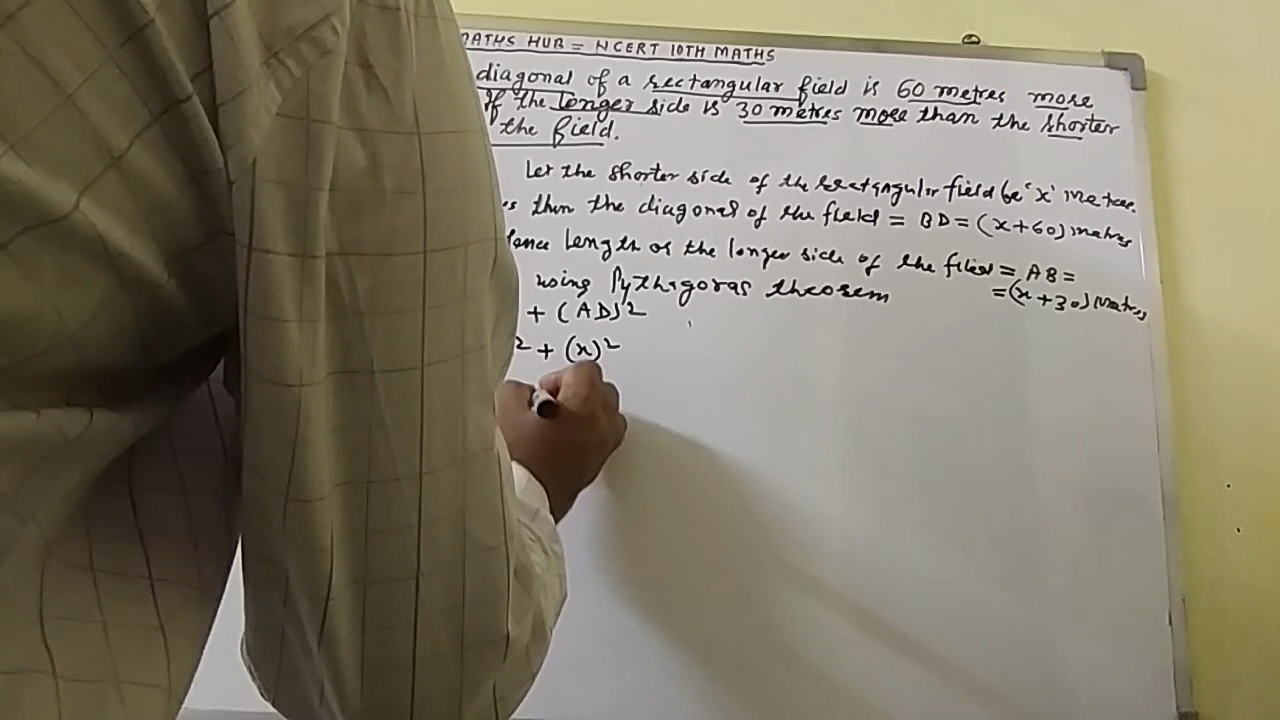 MATHS HUB = NCERT 10TH MATHS
diagonal of a rectangular field is 60 metres more
If the longer side is 30 metres more than the shorter
the field.
Let the shorter side of the rectangular field be 'x' metres.
then the diagonal of the field = BD = (x+60) metres
Hence Length of the longer side of the filed = AB =
= (x+30) metres
using Pythagoras theorem
+ (AD)²
² + (x)²